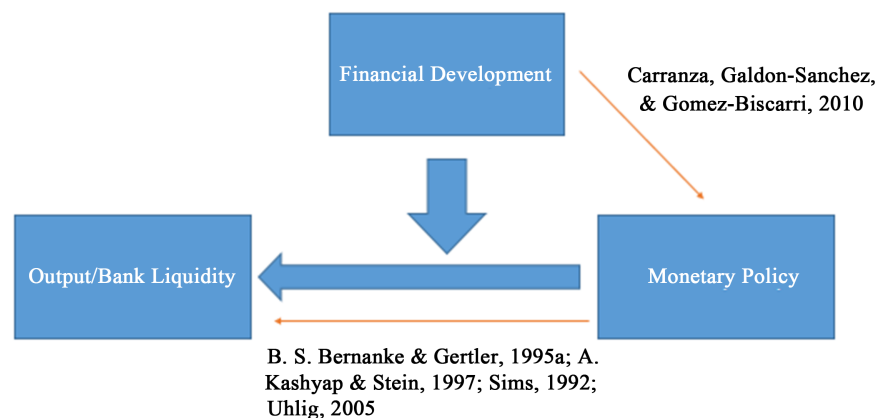 Financial Development
Carranza, Galdon-Sanchez,
& Gomez-Biscarri, 2010
Output/Bank Liquidity
Monetary Policy
B. S. Bernanke & Gertler, 1995a; A.
Kashyap & Stein, 1997; Sims, 1992;
Uhlig, 2005